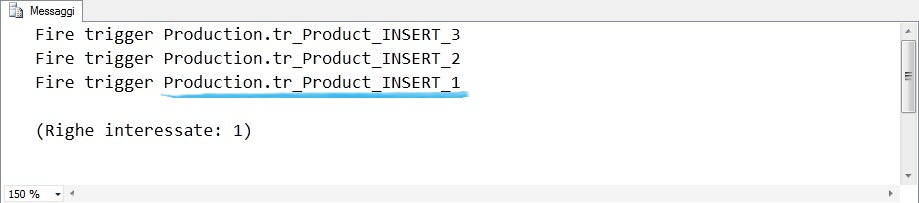 Messaggi
Fire trigger Production.tr_Product_INSERT_3
Fire trigger Production.tr_Product_INSERT_2
Fire trigger Production.tr_Product_INSERT_1
(Righe interessate: 1)
150 %